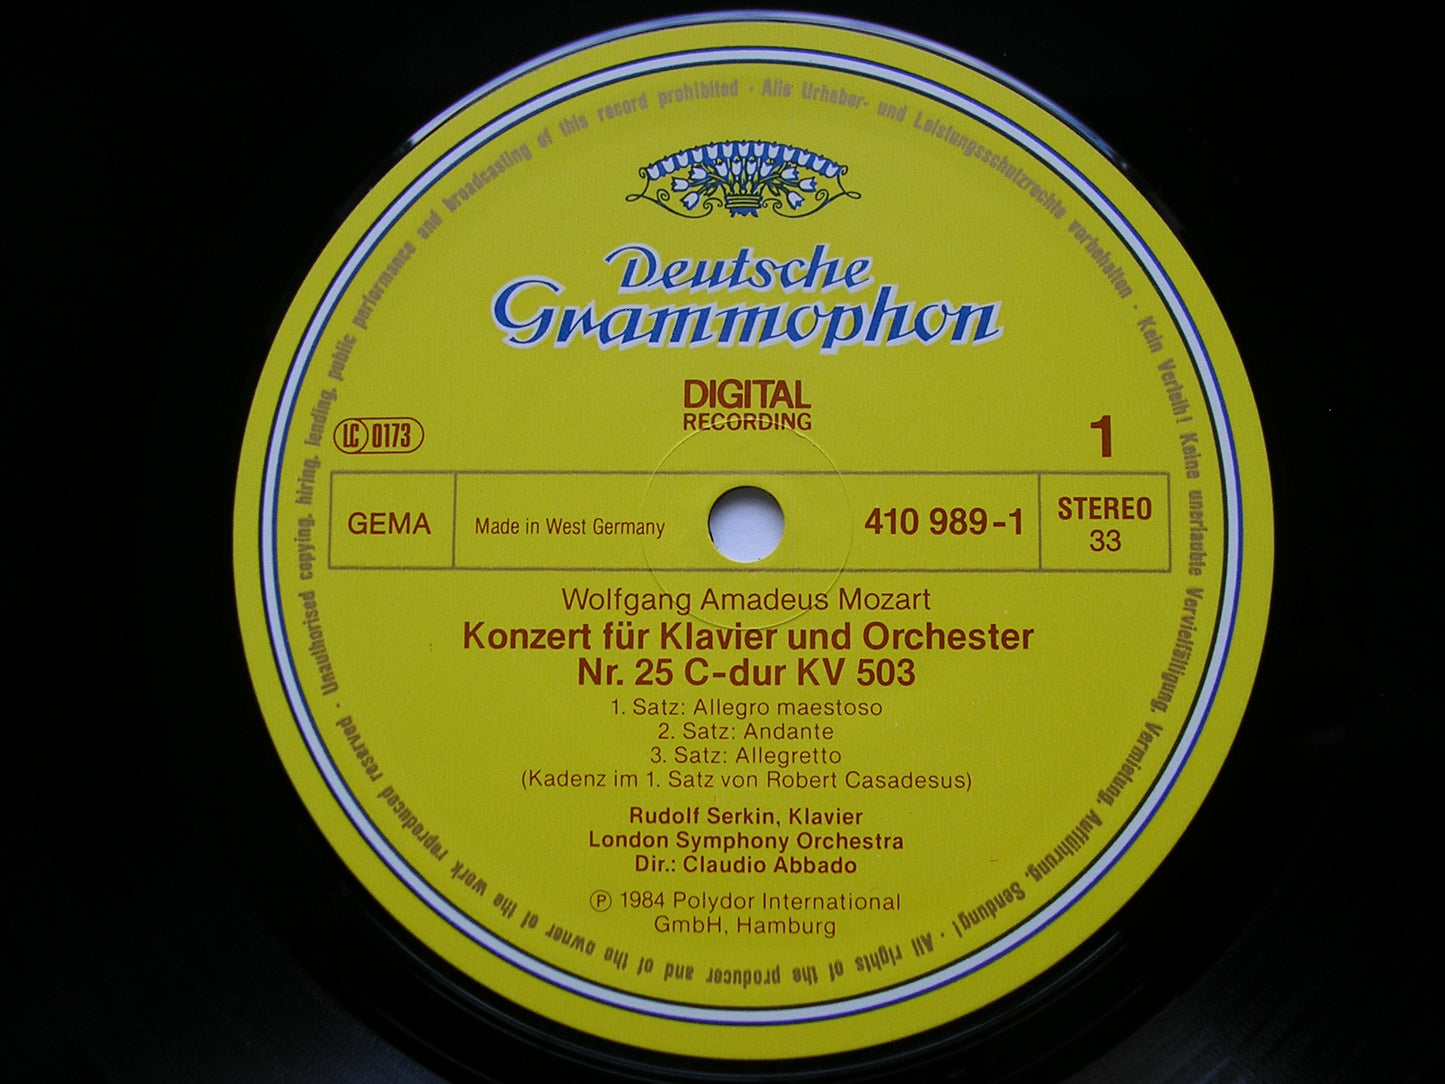 Deutsche
Grammophon
DIGITAL
RECORDING
LC 0173
1
GEMA
Made in West Germany
410 989-1
STEREO
33
Wolfgang Amadeus Mozart
Konzert für Klavier und Orchester
Nr. 25 C-dur KV 503
1. Satz: Allegro maestoso
2. Satz: Andante
3. Satz: Allegretto
(Kadenz im 1. Satz von Robert Casadesus)
Rudolf Serkin, Klavier
London Symphony Orchestra
Dir.: Claudio Abbado
℗ 1984 Polydor International
GmbH, Hamburg
Alle Urheber- und Leistungsschutzrechte vorbehalten · Kein Verleih! Keine unerlaubte Vervielfältigung, Vermietung, Aufführung, Sendung! · All rights of the producer and of the owner of the work reproduced reserved · Unauthorised copying, hiring, lending, public performance and broadcasting of this record prohibited ·